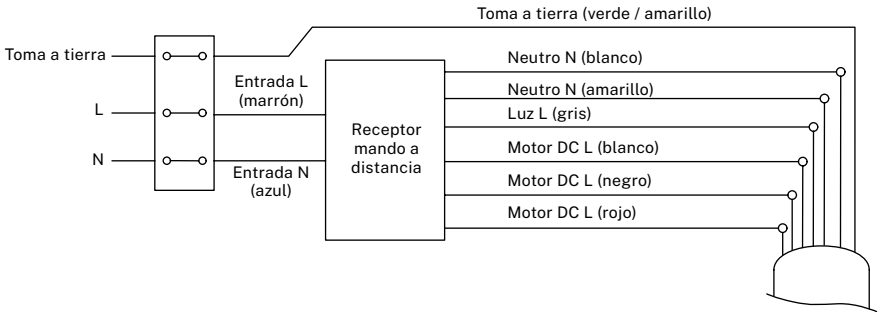 Toma a tierra (verde / amarillo)
Toma a tierra
Neutro N (blanco)
Entrada L
(marrón)
Neutro N (amarillo)
L
Luz L (gris)
Receptor
mando a
distancia
Motor DC L (blanco)
N
Entrada N
(azul)
Motor DC L (negro)
Motor DC L (rojo)